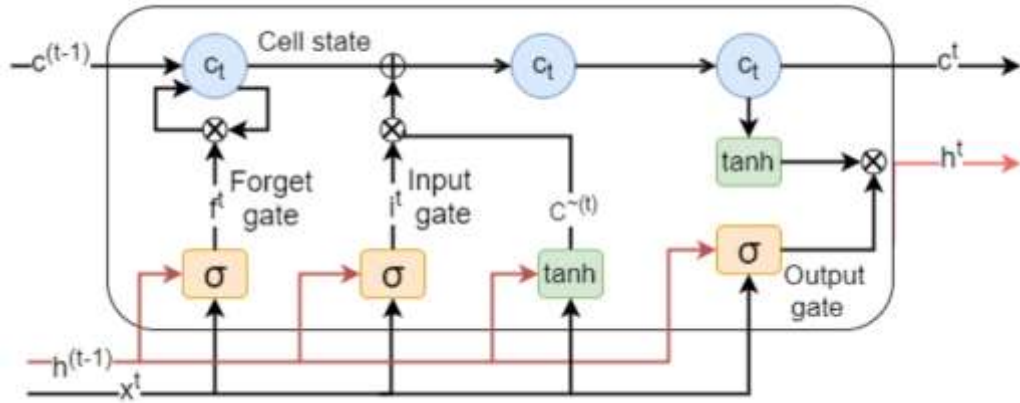 c(t-1)
ct
Cell state
ct
ct
ct
tanh
ht
Forget
gate
ft
Input
gate
it
C~(t)
σ
σ
tanh
σ
Output
gate
h(t-1)
xt